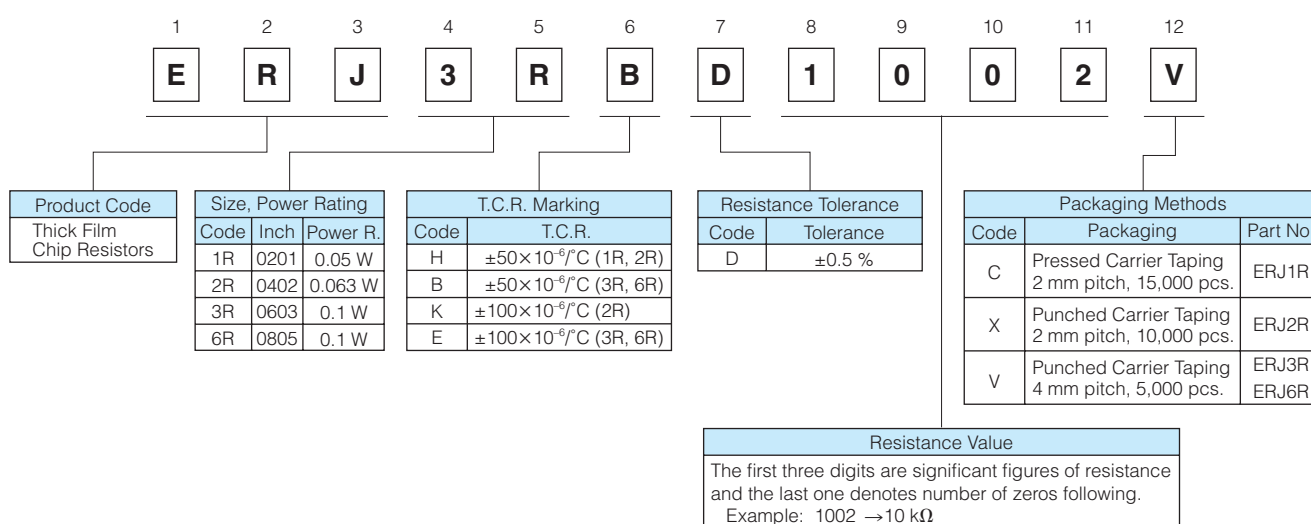 1 2 3 4 5 6 7 8 9 10 11 12
E R J 3 R B D 1 0 0 2 V
Product Code
Thick Film
Chip Resistors
Size, Power Rating
Code Inch Power R.
1R 0201 0.05 W
2R 0402 0.063 W
3R 0603 0.1 W
6R 0805 0.1 W
T.C.R. Marking
Code T.C.R.
H ±50×10⁻⁶/°C (1R, 2R)
B ±50×10⁻⁶/°C (3R, 6R)
K ±100×10⁻⁶/°C (2R)
E ±100×10⁻⁶/°C (3R, 6R)
Resistance Tolerance
Code Tolerance
D ±0.5 %
Packaging Methods
Code Packaging Part No
C Pressed Carrier Taping
2 mm pitch, 15,000 pcs. ERJ1R
X Punched Carrier Taping
2 mm pitch, 10,000 pcs. ERJ2R
V Punched Carrier Taping ERJ3R
4 mm pitch, 5,000 pcs. ERJ6R
Resistance Value
The first three digits are significant figures of resistance
and the last one denotes number of zeros following.
Example: 1002 →10 kΩ